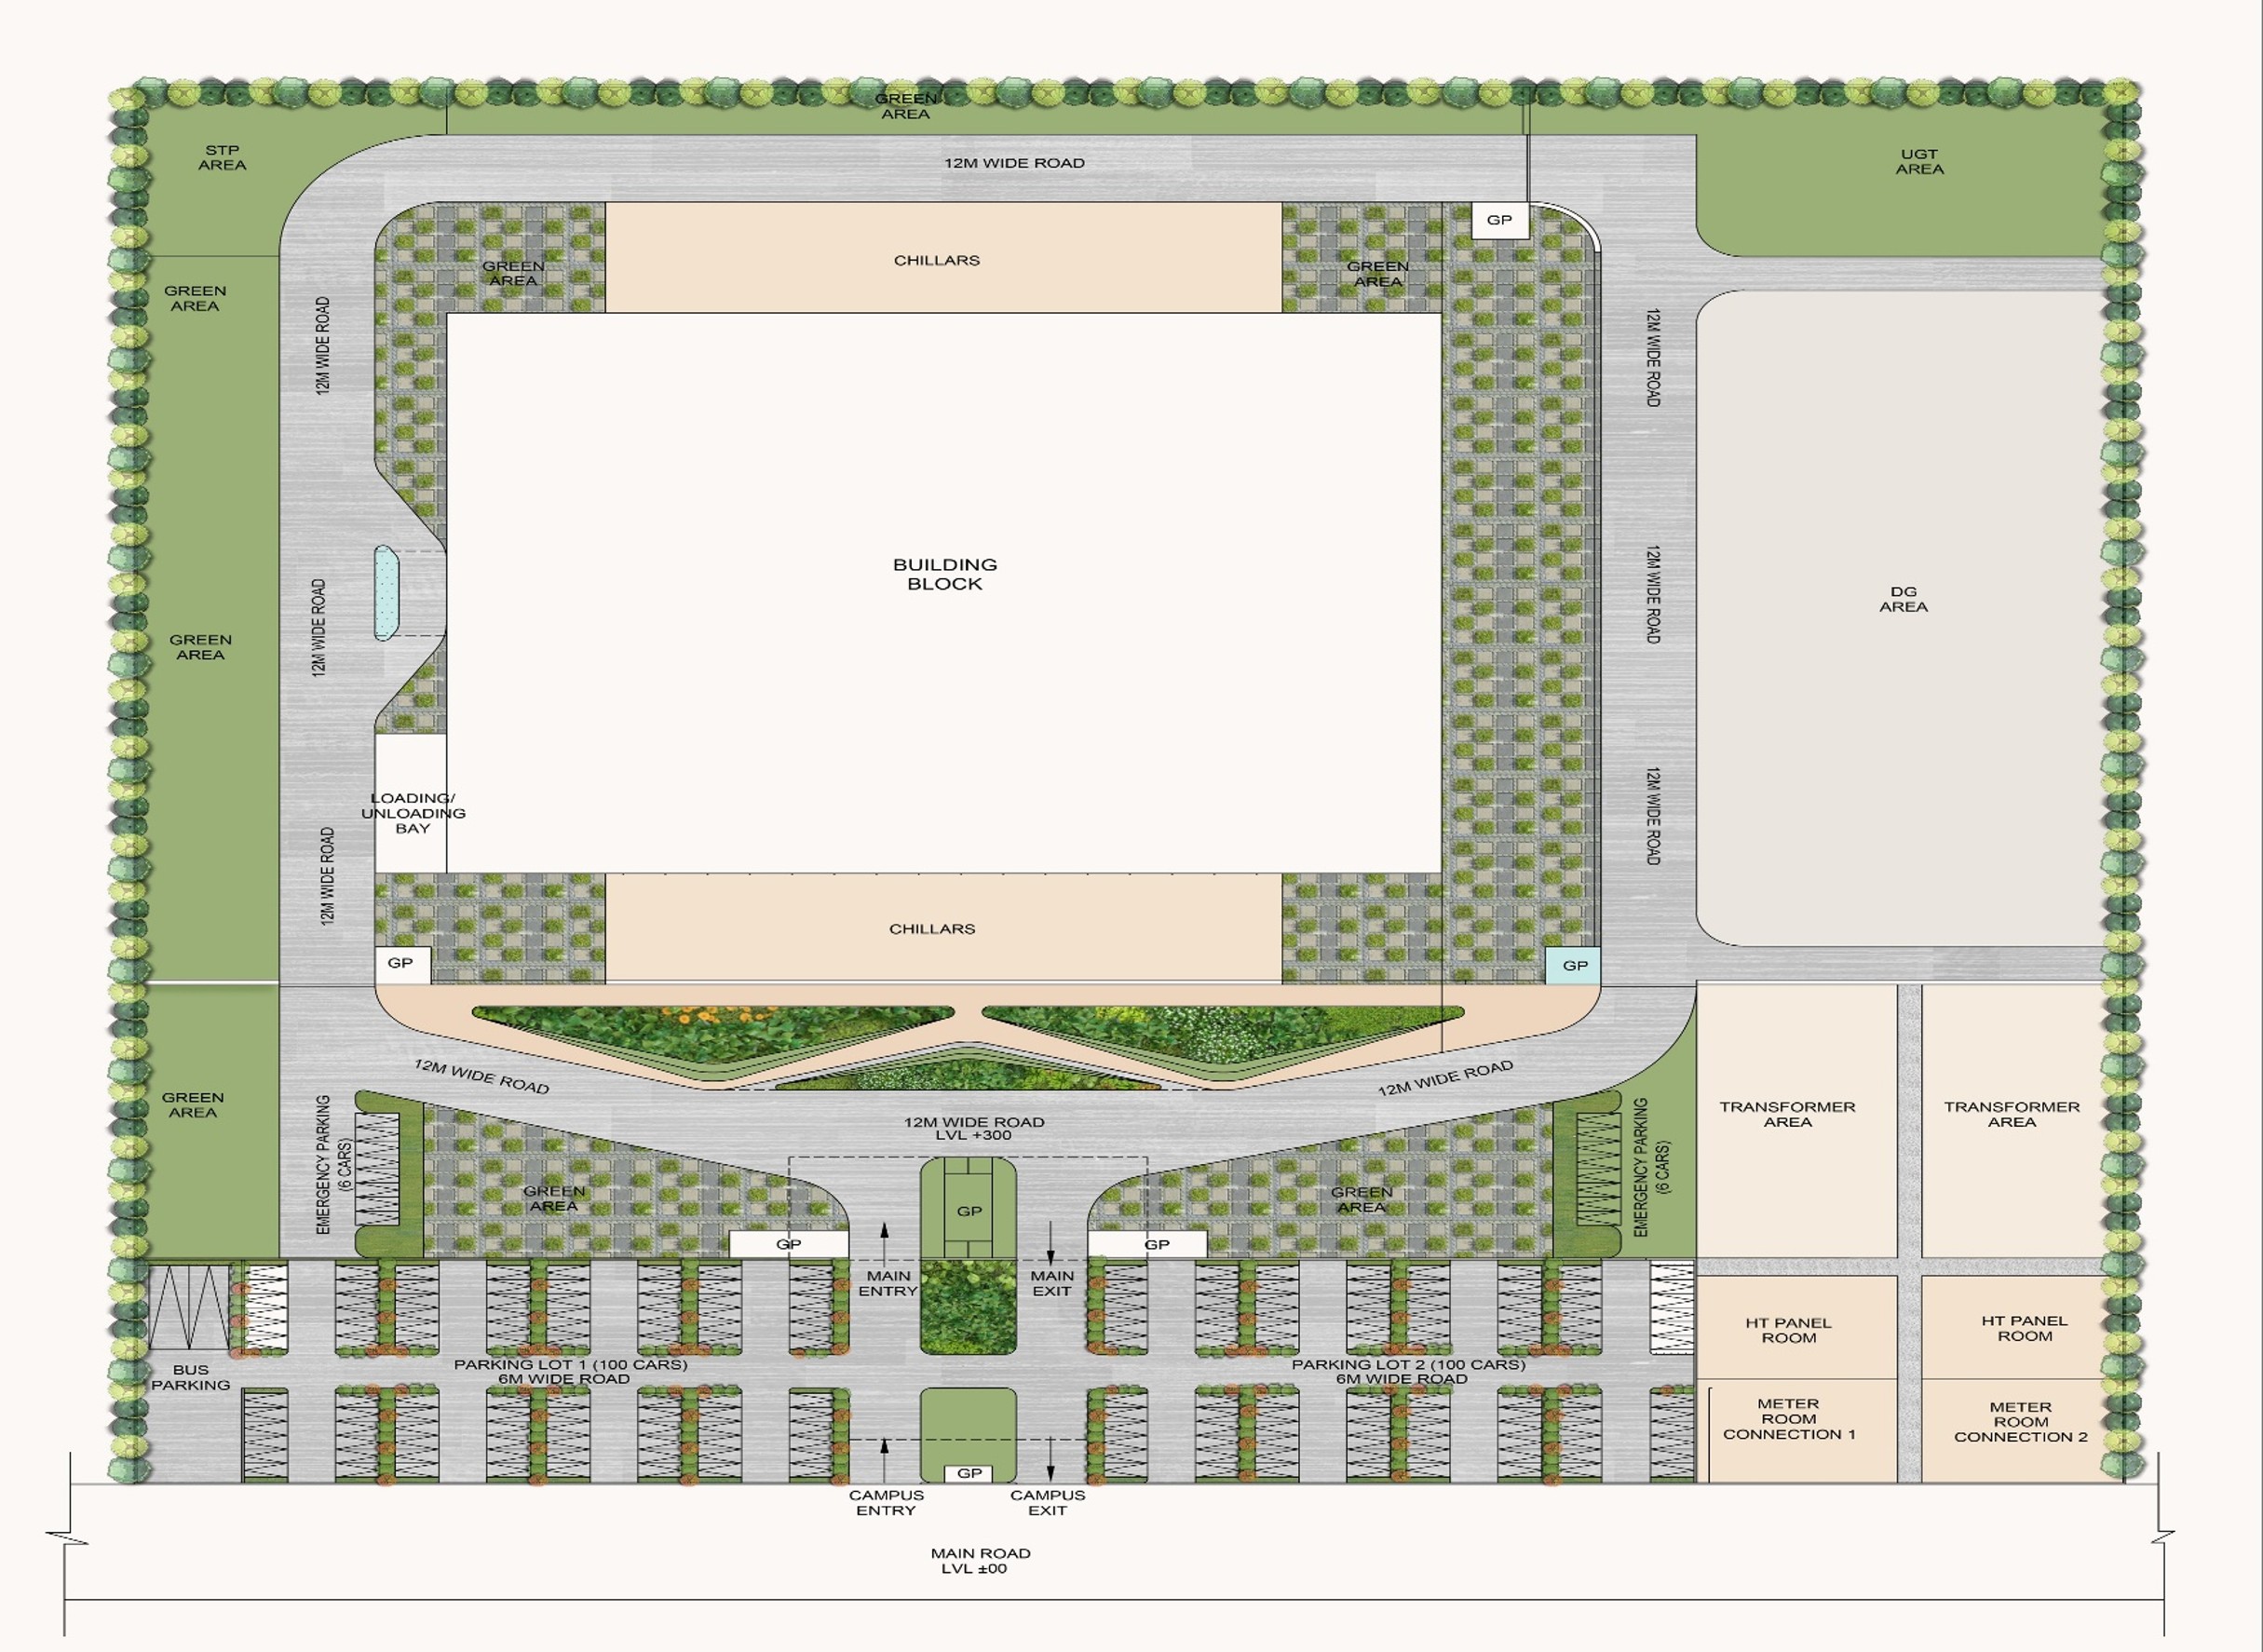 GREEN
AREA
STP
AREA
12M WIDE ROAD
UGT
AREA
GP
GREEN
AREA
CHILLARS
GREEN
AREA
GREEN
AREA
12M WIDE ROAD
12M WIDE ROAD
BUILDING
BLOCK
DG
AREA
GREEN
AREA
12M WIDE ROAD
12M WIDE ROAD
LOADING/
UNLOADING
BAY
12M WIDE ROAD
12M WIDE ROAD
CHILLARS
GP
GP
12M WIDE ROAD
12M WIDE ROAD
GREEN
AREA
EMERGENCY PARKING
(6 CARS)
12M WIDE ROAD
LVL +300
EMERGENCY PARKING
(6 CARS)
TRANSFORMER
AREA
TRANSFORMER
AREA
GREEN
AREA
GP
GREEN
AREA
GP
GP
MAIN
ENTRY
MAIN
EXIT
HT PANEL
ROOM
HT PANEL
ROOM
BUS
PARKING
PARKING LOT 1 (100 CARS)
6M WIDE ROAD
PARKING LOT 2 (100 CARS)
6M WIDE ROAD
METER
ROOM
CONNECTION 1
METER
ROOM
CONNECTION 2
GP
CAMPUS
ENTRY
CAMPUS
EXIT
MAIN ROAD
LVL ±00